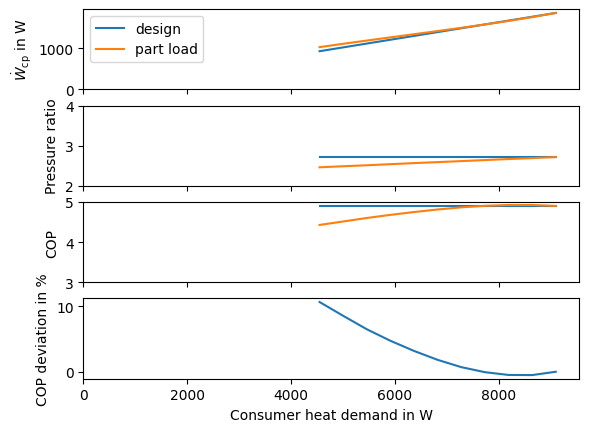 design
part load
1000
0
Ẇcp in W
4
3
2
Pressure ratio
5
4
3
COP
10
0
COP deviation in %
0
2000
4000
6000
8000
Consumer heat demand in W